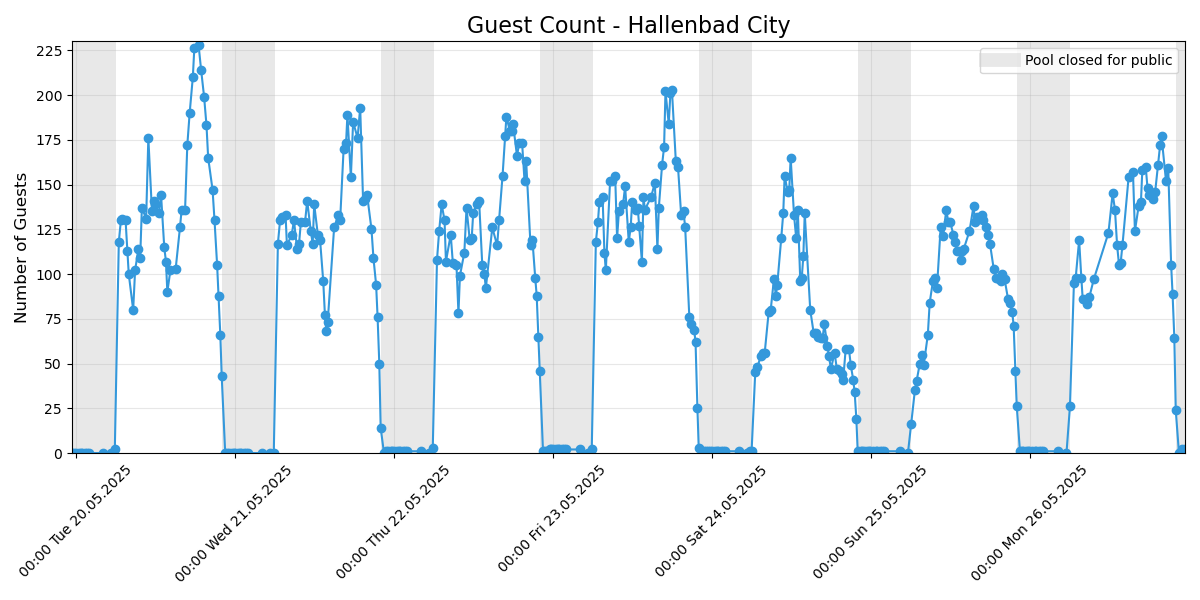 Guest Count - Hallenbad City
Number of Guests
225
200
175
150
125
100
75
50
25
0
Pool closed for public
00:00 Tue 20.05.2025
00:00 Wed 21.05.2025
00:00 Thu 22.05.2025
00:00 Fri 23.05.2025
00:00 Sat 24.05.2025
00:00 Sun 25.05.2025
00:00 Mon 26.05.2025